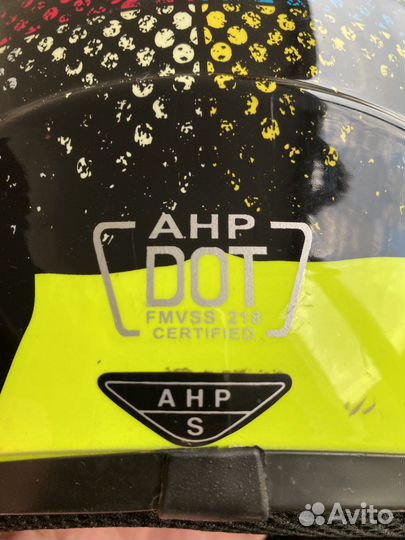 AHP
DOT
FMVSS 218
CERTIFIED
AHP
S
Avito